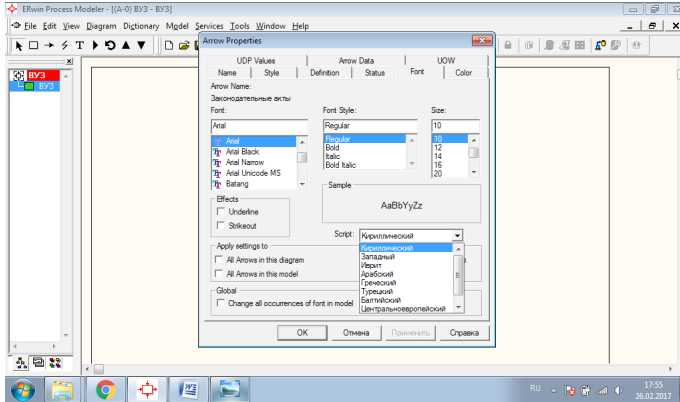 ERwin Process Modeler - [(A-0) ВУЗ - ВУЗ]
File Edit View Diagram Dictionary Model Services Tools Window Help
ВУЗ
ВУЗ
Arrow Properties
UDP Values Arrow Data UOW
Name Style Definition Status Font Color
Arrow Name:
Законодательные акты
Font: Font Style: Size:
Arial Regular 10
Arial Regular 10
Arial Black Bold 12
Arial Narrow Italic 14
Arial Unicode MS Bold Italic 16
Batang 20
Effects Sample
Underline AaBbYyZz
Strikeout
Script: Кириллический
Кириллический
Западный
Иврит
Арабский
Греческий
Турецкий
Балтийский
Центральноевропейский
Apply settings to
All Arrows in this diagram
All Arrows in this model
Global
Change all occurrences of font in model
OK Отмена Применить Справка
RU 17:55
26.02.2017